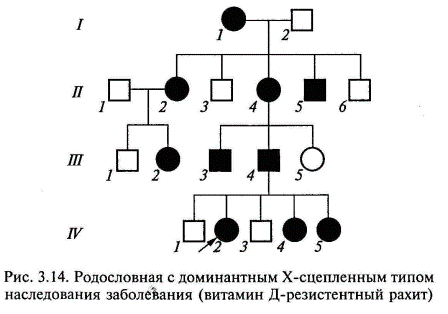 I
1 2
II
1 2 3 4 5 6
III
1 2 3 4 5
IV
1 2 3 4 5
Рис. 3.14. Родословная с доминантным X-сцепленным типом
наследования заболевания (витамин Д-резистентный рахит)